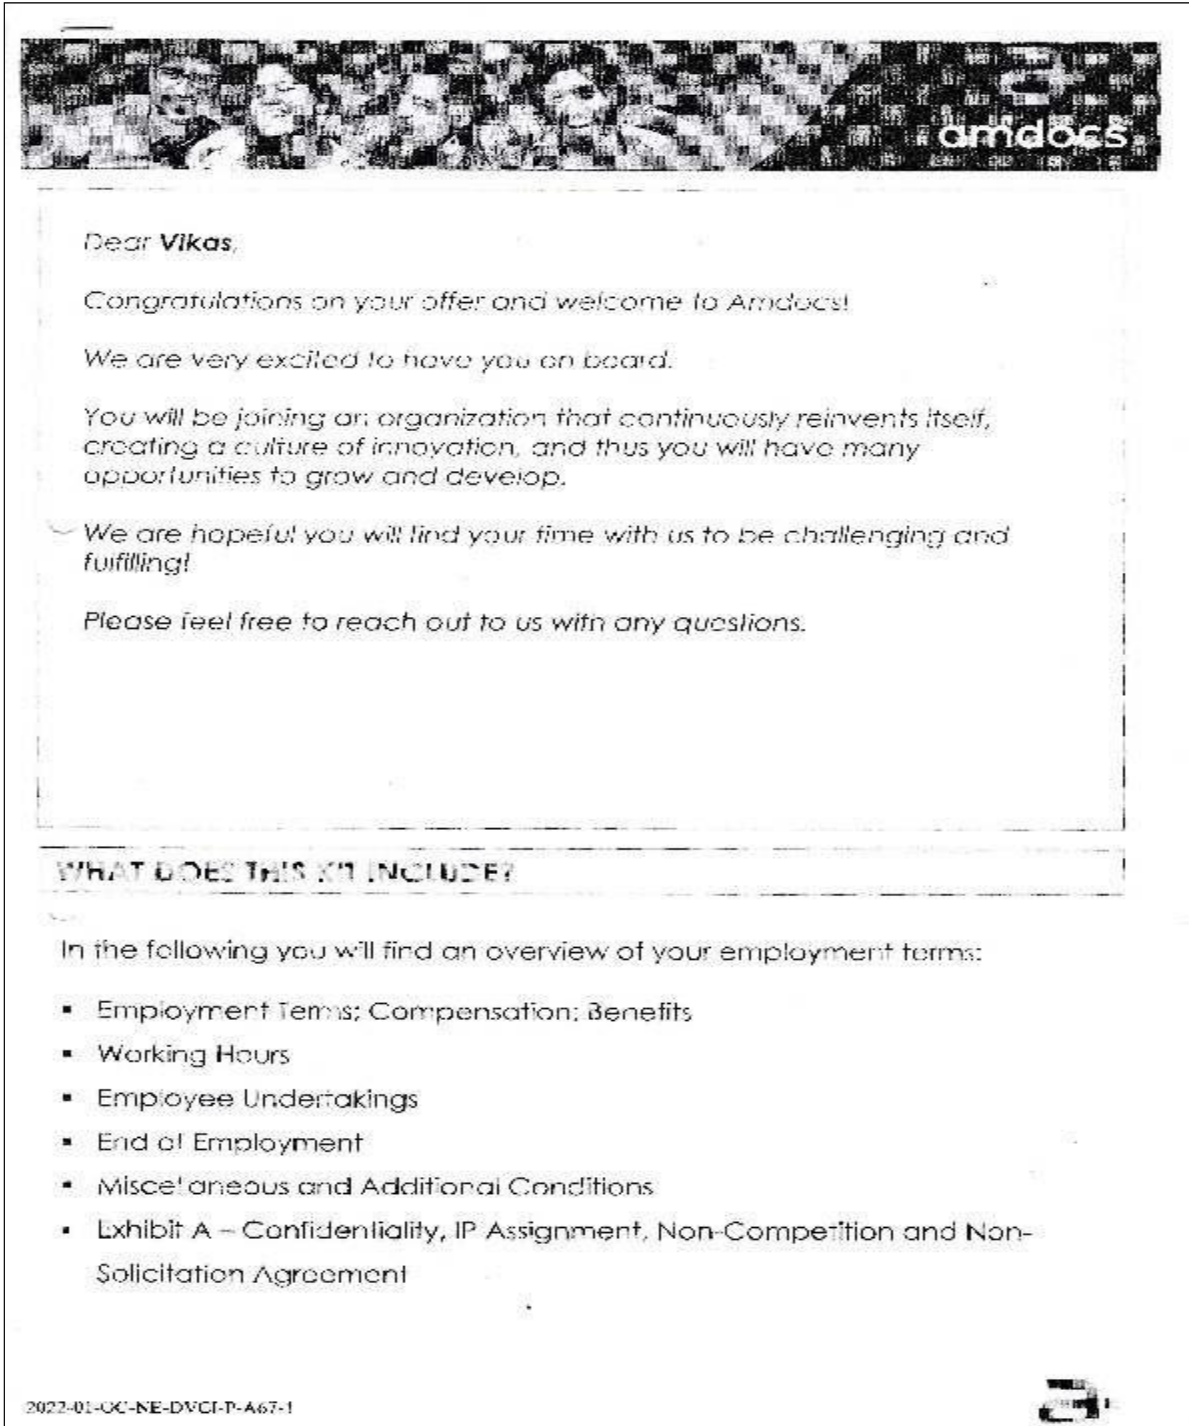 amdocs
Dear Vikas,
Congratulations on your offer and welcome to Amdocs!
We are very excited to have you on board.
You will be joining an organization that continuously reinvents itself,
creating a culture of innovation, and thus you will have many
opportunities to grow and develop.
We are hopeful you will find your time with us to be challenging and
fulfilling!
Please feel free to reach out to us with any questions.
WHAT DOES THIS KIT INCLUDE?
In the following you will find an overview of your employment terms:
▪ Employment Terms; Compensation; Benefits
▪ Working Hours
▪ Employee Undertakings
▪ End of Employment
▪ Miscellaneous and Additional Conditions
▪ Exhibit A – Confidentiality, IP Assignment, Non-Competition and Non-
Solicitation Agreement
2022-01-OC-NE-DVCI-P-A67-1